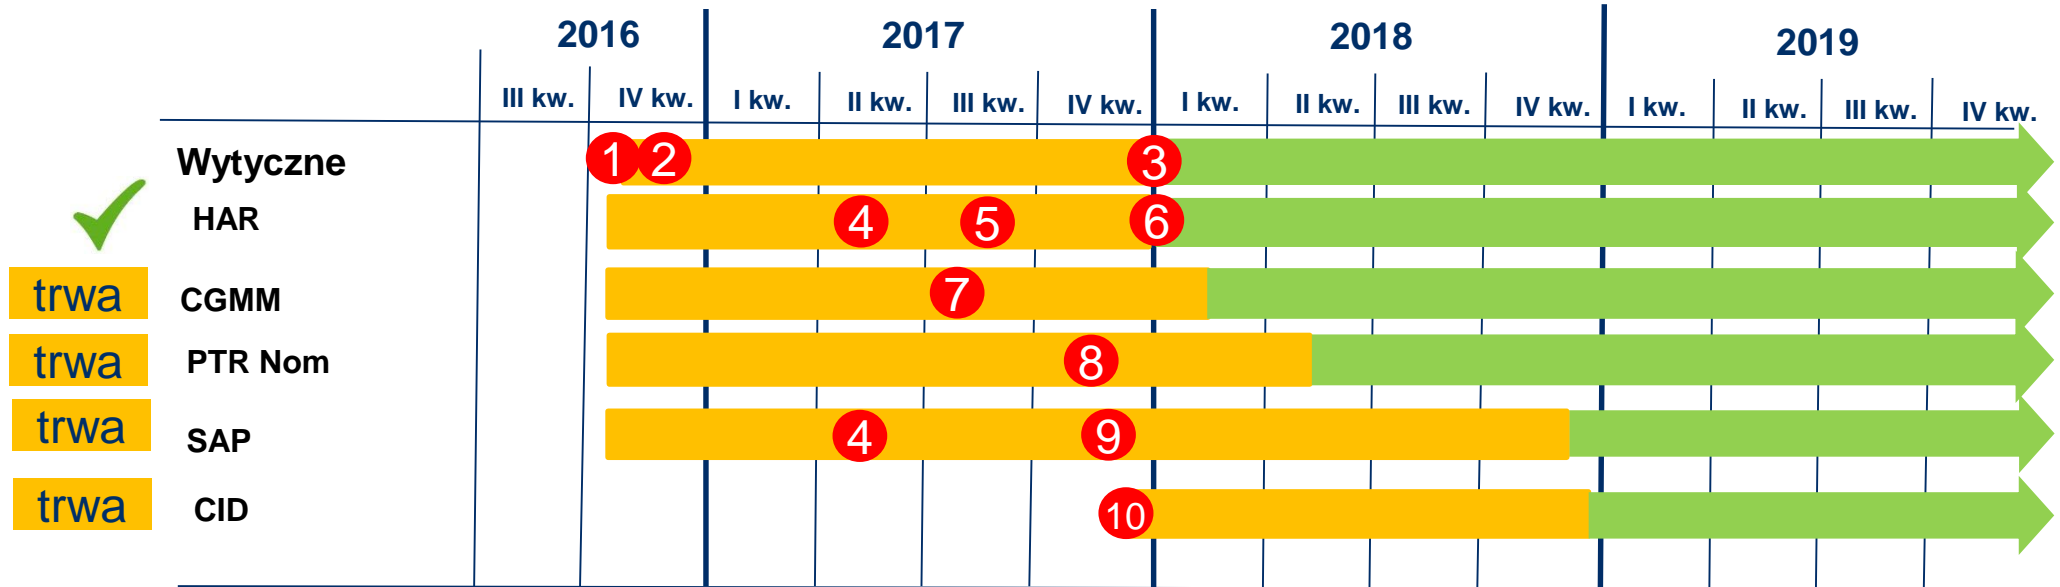 2016 2017 2018 2019
III kw. IV kw. I kw. II kw. III kw. IV kw. I kw. II kw. III kw. IV kw. I kw. II kw. III kw. IV kw.
Wytyczne 1 2 3
HAR 4 5 6
trwa CGMM 7
trwa PTR Nom 8
trwa SAP 4 9
trwa CID 10